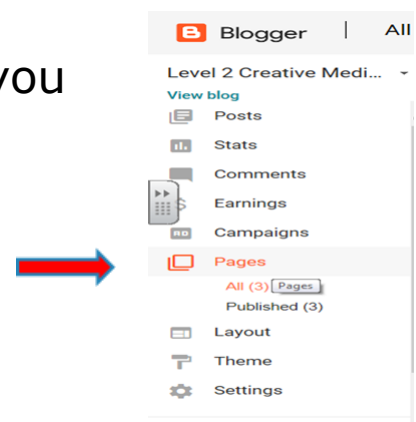 Blogger | All
you
Level 2 Creative Medi...
View blog
Posts
Stats
Comments
$ Earnings
AD Campaigns
Pages
All (3) Pages
Published (3)
Layout
Theme
Settings